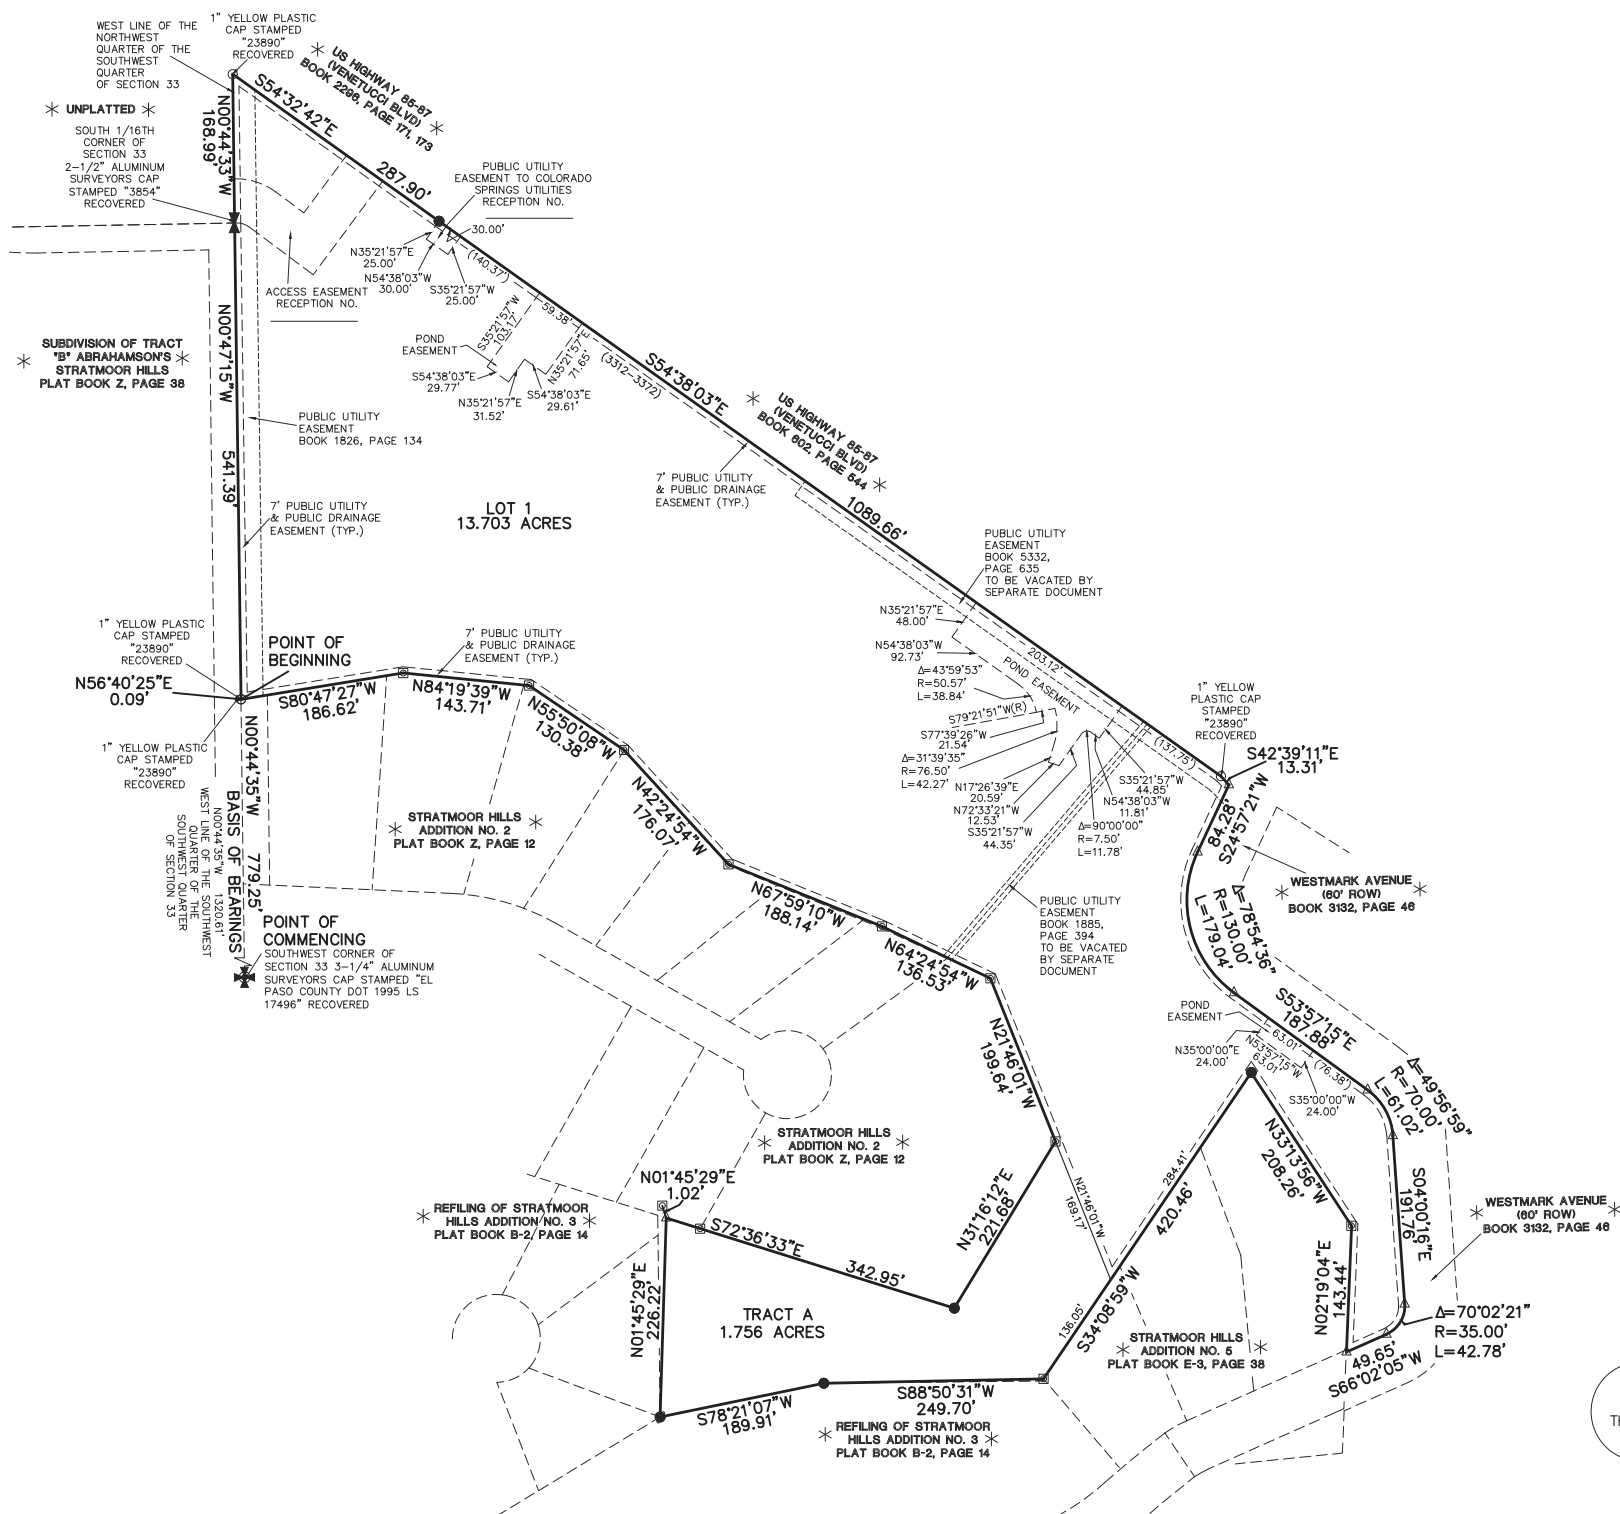 WEST LINE OF THE
NORTHWEST
QUARTER OF THE
SOUTHWEST
QUARTER
OF SECTION 33
1" YELLOW PLASTIC
CAP STAMPED
"23890"
RECOVERED
US HIGHWAY 85-87
(VENETUCCI BLVD)
BOOK 2296, PAGE 171, 173
UNPLATTED
SOUTH 1/16TH
CORNER OF
SECTION 33
2-1/2" ALUMINUM
SURVEYORS CAP
STAMPED "3854"
RECOVERED
N00°44'33"W
168.99'
S54°32'42"E
287.90'
PUBLIC UTILITY
EASEMENT TO COLORADO
SPRINGS UTILITIES
RECEPTION NO.
30.00'
N35°21'57"E
25.00'
N54°38'03"W
30.00'
S35°21'57"W
25.00'
(140.37')
ACCESS EASEMENT
RECEPTION NO.
S35°21'57"W
103.17'
59.38'
N35°21'57"E
71.65'
POND
EASEMENT
S54°38'03"E
29.77'
N35°21'57"E
31.52'
S54°38'03"E
29.61'
(3312-3372)
S54°38'03"E
1089.66'
US HIGHWAY 85-87
(VENETUCCI BLVD)
BOOK 602, PAGE 544
SUBDIVISION OF TRACT
"B" ABRAHAMSON'S
STRATMOOR HILLS
PLAT BOOK Z, PAGE 38
N00°47'15"W
541.39'
PUBLIC UTILITY
EASEMENT
BOOK 1826, PAGE 134
7' PUBLIC UTILITY
& PUBLIC DRAINAGE
EASEMENT (TYP.)
7' PUBLIC UTILITY
& PUBLIC DRAINAGE
EASEMENT (TYP.)
LOT 1
13.703 ACRES
PUBLIC UTILITY
EASEMENT
BOOK 5332,
PAGE 635
TO BE VACATED BY
SEPARATE DOCUMENT
N35°21'57"E
48.00'
N54°38'03"W
92.73'
Δ=43°59'53"
R=50.57'
L=38.84'
S79°21'51"W(R)
S77°39'26"W
21.54'
Δ=31°39'35"
R=76.50'
L=42.27'
N17°26'39"E
20.59'
N72°33'21"W
12.53'
S35°21'57"W
44.35'
POND EASEMENT
203.12'
(137.75')
S35°21'57"W
44.85'
N54°38'03"W
11.81'
Δ=90°00'00"
R=7.50'
L=11.78'
1" YELLOW
PLASTIC CAP
STAMPED
"23890"
RECOVERED
S42°39'11"E
13.31'
84.28'
S24°57'21"W
1" YELLOW PLASTIC
CAP STAMPED
"23890"
RECOVERED
POINT OF
BEGINNING
N56°40'25"E
0.09'
7' PUBLIC UTILITY
& PUBLIC DRAINAGE
EASEMENT (TYP.)
S80°47'27"W
186.62'
N84°19'39"W
143.71'
N55°50'08"W
130.38'
N42°24'54"W
176.07'
N67°59'10"W
188.14'
N64°24'54"W
136.53'
1" YELLOW PLASTIC
CAP STAMPED
"23890"
RECOVERED
N00°44'35"W 779.25'
BASIS OF BEARINGS
N00°44'35"W 1320.61'
WEST LINE OF THE SOUTHWEST
QUARTER OF THE
SOUTHWEST QUARTER
OF SECTION 33
POINT OF
COMMENCING
SOUTHWEST CORNER OF
SECTION 33 3-1/4" ALUMINUM
SURVEYORS CAP STAMPED "EL
PASO COUNTY DOT 1995 LS
17496" RECOVERED
STRATMOOR HILLS
ADDITION NO. 2
PLAT BOOK Z, PAGE 12
PUBLIC UTILITY
EASEMENT
BOOK 1885,
PAGE 394
TO BE VACATED
BY SEPARATE
DOCUMENT
WESTMARK AVENUE
(60' ROW)
BOOK 3132, PAGE 46
Δ=78°54'36"
R=130.00'
L=179.04'
S53°57'15"E
187.88'
POND
EASEMENT
N35°00'00"E
24.00'
63.01'
N53°57'15"W
63.01'
(76.38')
S35°00'00"W
24.00'
Δ=49°56'59"
R=70.00'
L=61.02'
N21°46'01"W
199.64'
STRATMOOR HILLS
ADDITION NO. 2
PLAT BOOK Z, PAGE 12
N31°16'12"E
221.68'
N21°46'01"W
169.17'
284.41'
420.46'
S34°08'59"W
136.05'
N33°13'56"W
208.26'
S04°00'16"E
191.76'
WESTMARK AVENUE
(60' ROW)
BOOK 3132, PAGE 46
N01°45'29"E
1.02'
REFILING OF STRATMOOR
HILLS ADDITION NO. 3
PLAT BOOK B-2, PAGE 14
S72°36'33"E
342.95'
N01°45'29"E
226.22'
TRACT A
1.756 ACRES
N02°19'04"E
143.44'
Δ=70°02'21"
R=35.00'
L=42.78'
49.65'
S66°02'05"W
STRATMOOR HILLS
ADDITION NO. 5
PLAT BOOK E-3, PAGE 38
S88°50'31"W
249.70'
S78°21'07"W
189.91'
REFILING OF STRATMOOR
HILLS ADDITION NO. 3
PLAT BOOK B-2, PAGE 14